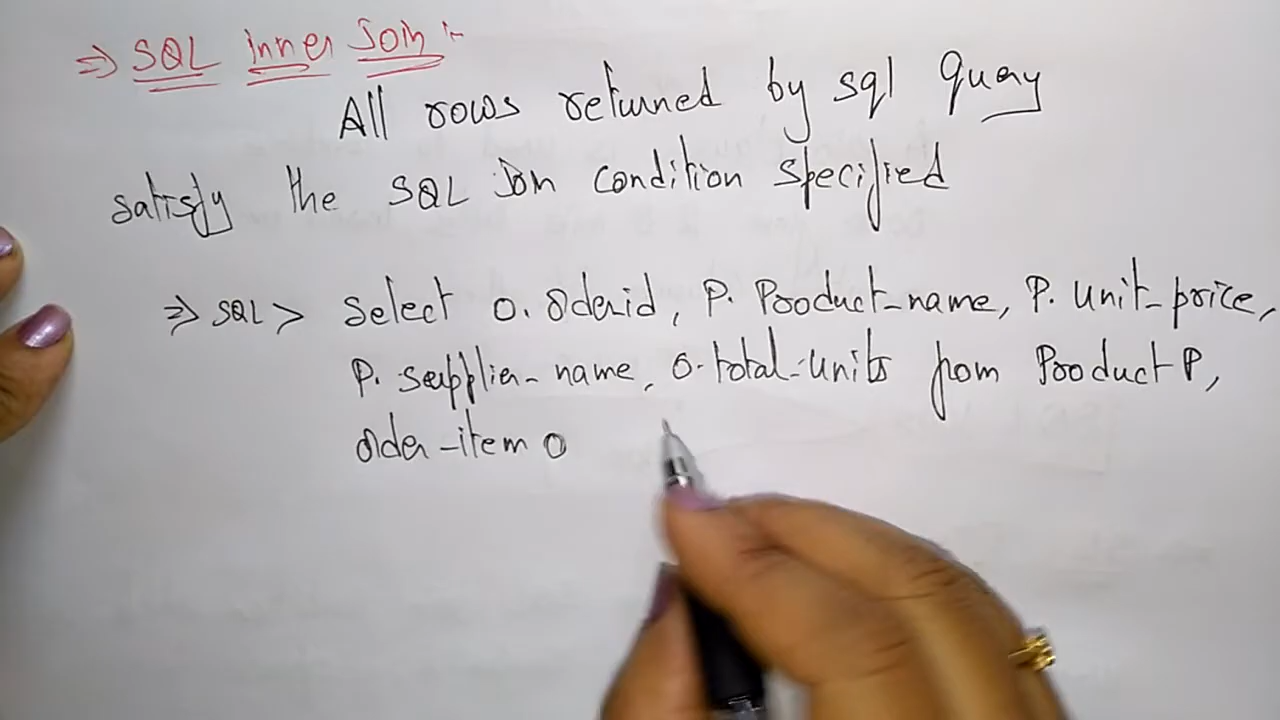 ⇒ SQL Inner Join :-
All rows returned by sql Query
satisfy the SQL Join condition specified
⇒ SQL > Select O. Orderid, P. Product_name, P. Unit_price,
P. supplier_name, O. total_units from Product P,
Order_item O